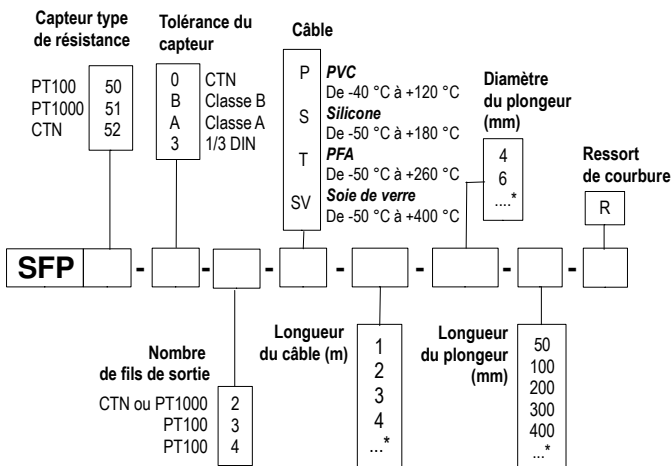 Capteur type
de résistance
PT100 50
PT1000 51
CTN 52
Tolérance du
capteur
0 CTN
B Classe B
A Classe A
3 1/3 DIN
Câble
P PVC
De -40 °C à +120 °C
S Silicone
De -50 °C à +180 °C
T PFA
De -50 °C à +260 °C
SV Soie de verre
De -50 °C à +400 °C
Diamètre
du plongeur
(mm)
4
6
....*
Ressort
de courbure
R
SFP - - - - - - -
Nombre
de fils de sortie
CTN ou PT1000 2
PT100 3
PT100 4
Longueur
du câble (m)
1
2
3
4
...*
Longueur
du plongeur
(mm)
50
100
200
300
400
...*